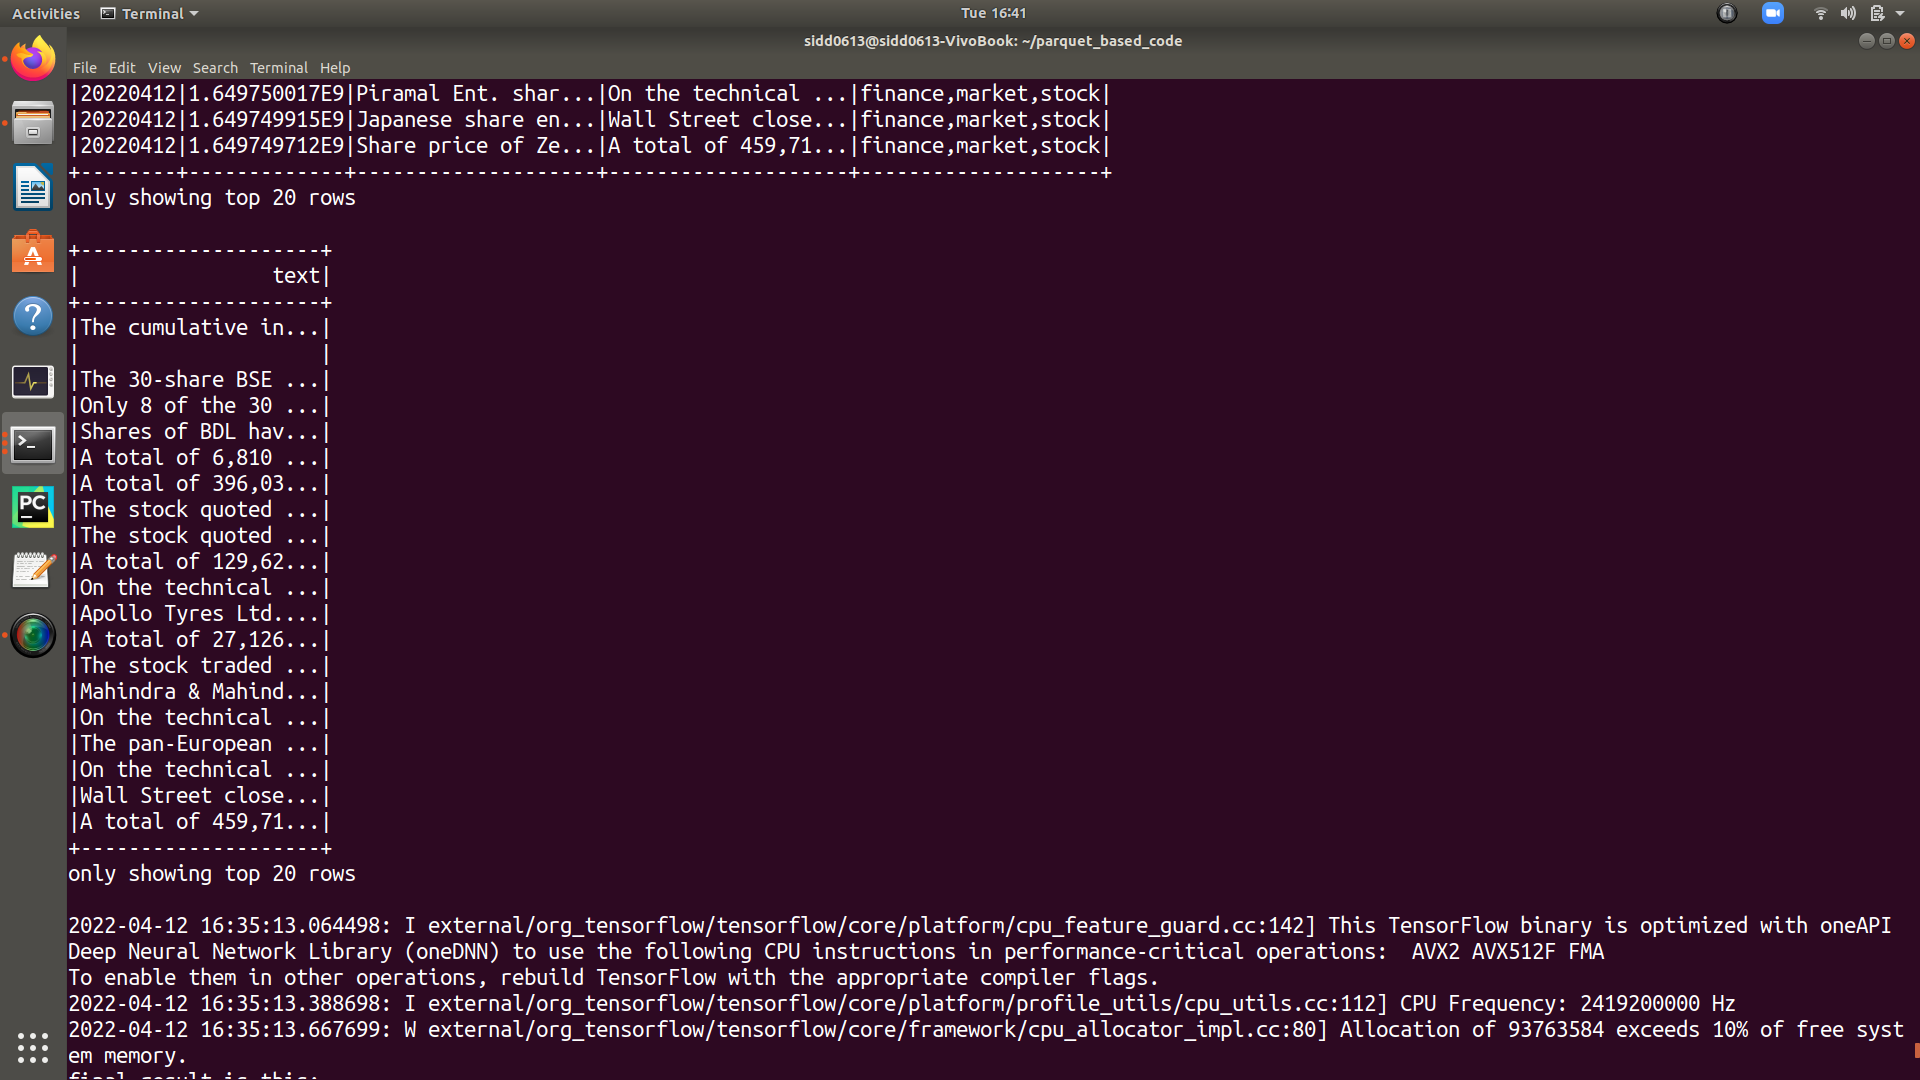 Activities Terminal Tue 16:41
sidd0613@sidd0613-VivoBook: ~/parquet_based_code
File Edit View Search Terminal Help
|20220412|1.649750017E9|Piramal Ent. shar...|On the technical ...|finance,market,stock|
|20220412|1.649749915E9|Japanese share en...|Wall Street close...|finance,market,stock|
|20220412|1.649749712E9|Share price of Ze...|A total of 459,71...|finance,market,stock|
+--------+-------------+--------------------+--------------------+--------------------+
only showing top 20 rows
+--------------------+
|                text|
+--------------------+
|The cumulative in...|
|                    |
|The 30-share BSE ...|
|Only 8 of the 30 ...|
|Shares of BDL hav...|
|A total of 6,810 ...|
|A total of 396,03...|
|The stock quoted ...|
|The stock quoted ...|
|A total of 129,62...|
|On the technical ...|
|Apollo Tyres Ltd....|
|A total of 27,126...|
|The stock traded ...|
|Mahindra & Mahind...|
|On the technical ...|
|The pan-European ...|
|On the technical ...|
|Wall Street close...|
|A total of 459,71...|
+--------------------+
only showing top 20 rows
2022-04-12 16:35:13.064498: I external/org_tensorflow/tensorflow/core/platform/cpu_feature_guard.cc:142] This TensorFlow binary is optimized with oneAPI
Deep Neural Network Library (oneDNN) to use the following CPU instructions in performance-critical operations:  AVX2 AVX512F FMA
To enable them in other operations, rebuild TensorFlow with the appropriate compiler flags.
2022-04-12 16:35:13.388698: I external/org_tensorflow/tensorflow/core/platform/profile_utils/cpu_utils.cc:112] CPU Frequency: 2419200000 Hz
2022-04-12 16:35:13.667699: W external/org_tensorflow/tensorflow/core/framework/cpu_allocator_impl.cc:80] Allocation of 93763584 exceeds 10% of free syst
em memory.
final result is this:
PC